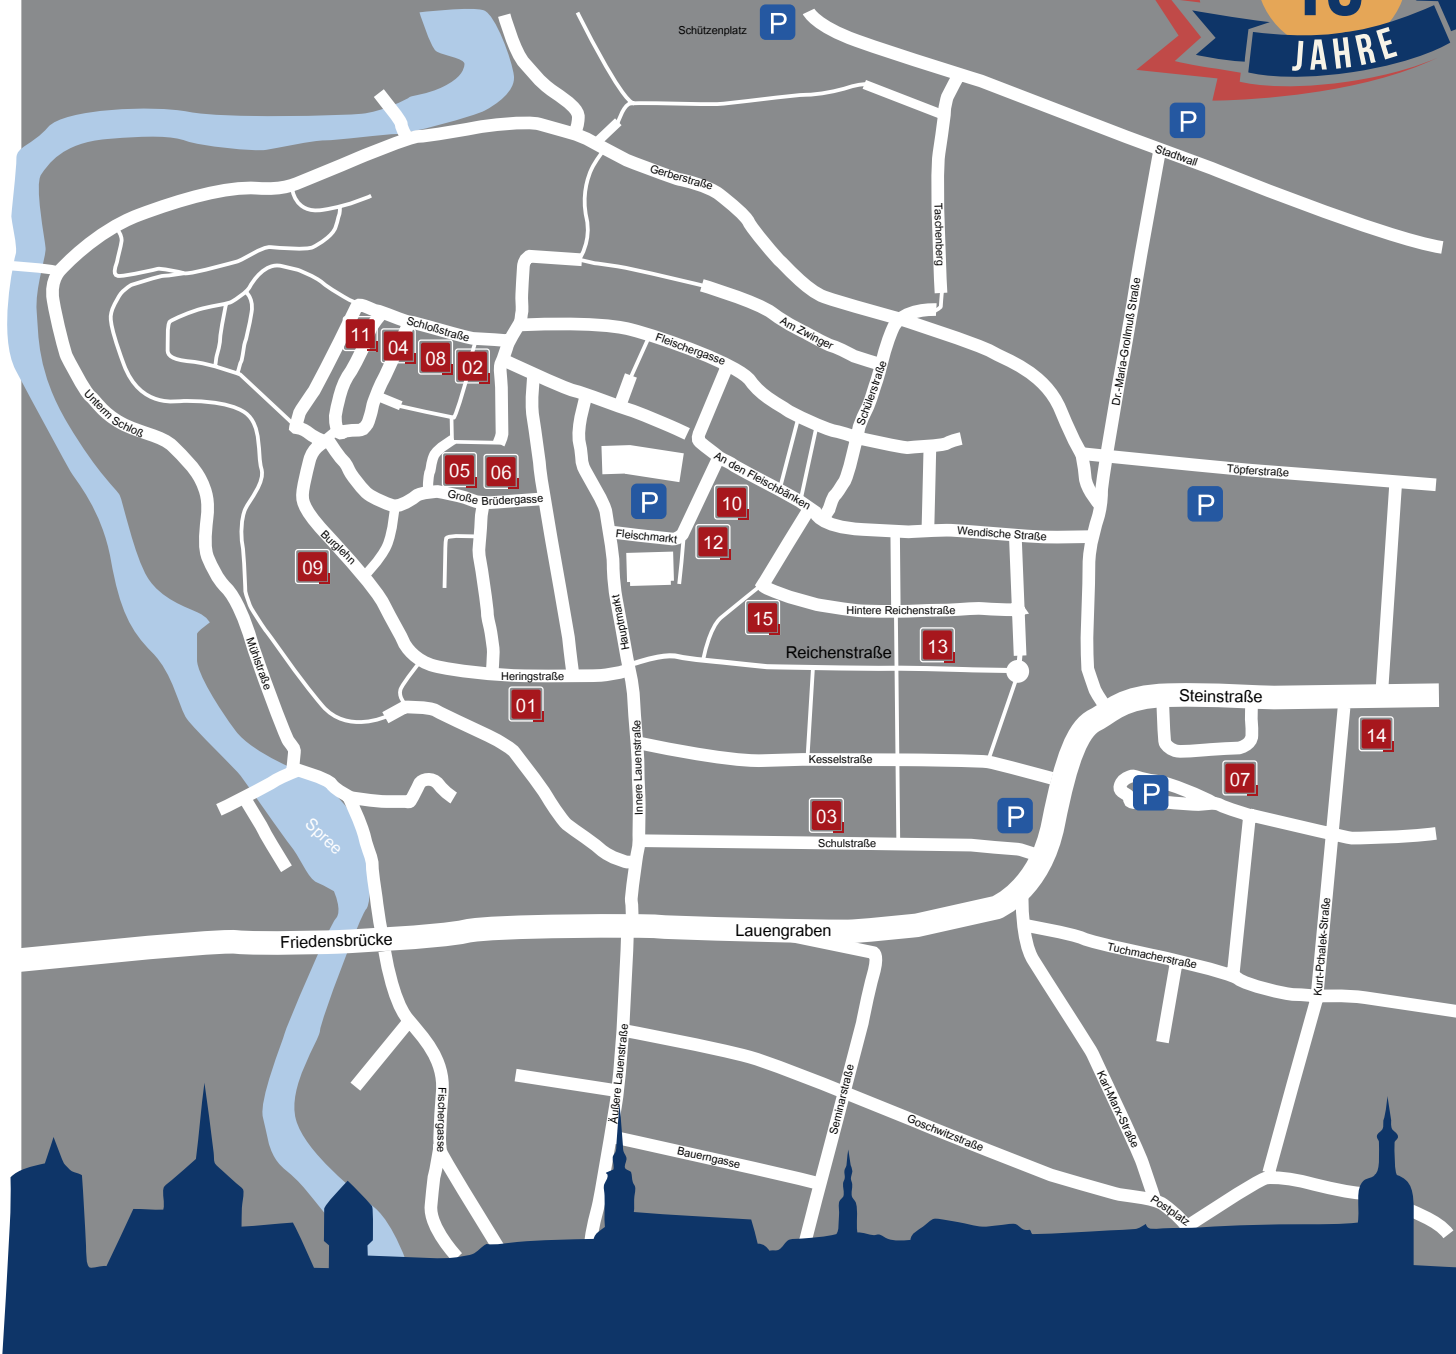 JAHRE
Schützenplatz
P
P
Stadtwall
Gerberstraße
Taschenberg
Dr.-Maria-Grollmuß Straße
Schloßstraße
11
04
08
02
Am Zwinger
Fleischergasse
Schülerstraße
Unterm Schloß
An den Fleischbänken
Töpferstraße
05
06
Große Brüdergasse
P
10
P
Fleischmarkt
12
Wendische Straße
Burglehn
09
Hauptmarkt
15
Hintere Reichenstraße
13
Reichenstraße
Mühlstraße
Heringstraße
01
Steinstraße
14
Innere Lauenstraße
Kesselstraße
07
P
03
P
Schulstraße
Spree
Friedensbrücke
Lauengraben
Tuchmacherstraße
Kurt-Pchalek-Straße
Äußere Lauenstraße
Fischergasse
Seminarstraße
Goschwitzstraße
Karl-Marx-Straße
Bauerngasse
Postplatz